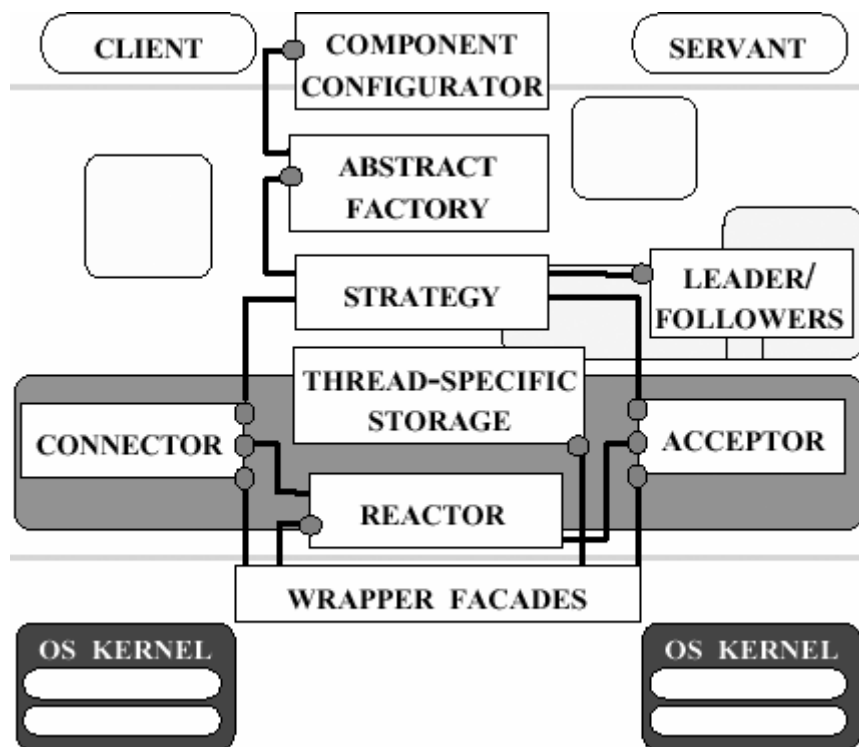 CLIENT
COMPONENT
CONFIGURATOR
SERVANT
ABSTRACT
FACTORY
STRATEGY
LEADER/
FOLLOWERS
THREAD-SPECIFIC
STORAGE
CONNECTOR
ACCEPTOR
REACTOR
WRAPPER FACADES
OS KERNEL
OS KERNEL